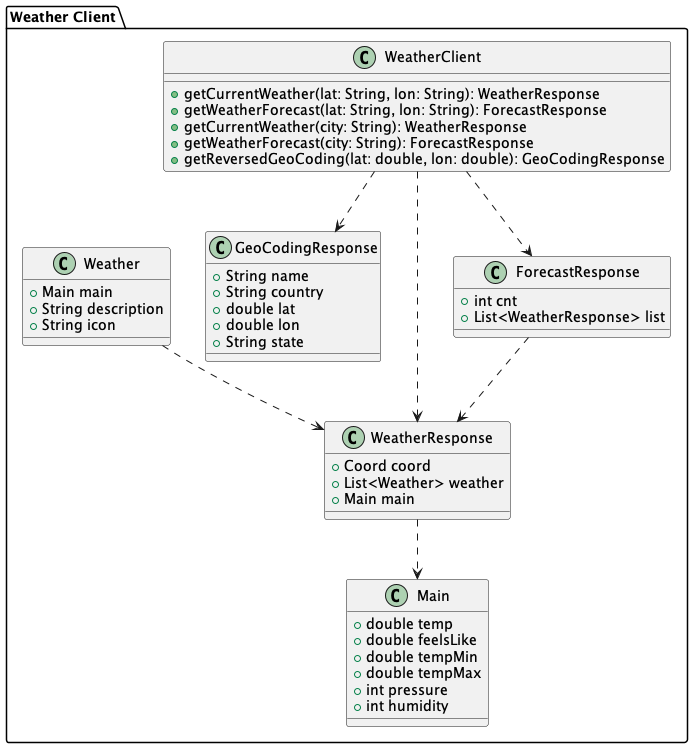 Weather Client
C WeatherClient
getCurrentWeather(lat: String, lon: String): WeatherResponse
getWeatherForecast(lat: String, lon: String): ForecastResponse
getCurrentWeather(city: String): WeatherResponse
getWeatherForecast(city: String): ForecastResponse
getReversedGeoCoding(lat: double, lon: double): GeoCodingResponse
C Weather
Main main
String description
String icon
C GeoCodingResponse
String name
String country
double lat
double lon
String state
C ForecastResponse
int cnt
List<WeatherResponse> list
C WeatherResponse
Coord coord
List<Weather> weather
Main main
C Main
double temp
double feelsLike
double tempMin
double tempMax
int pressure
int humidity